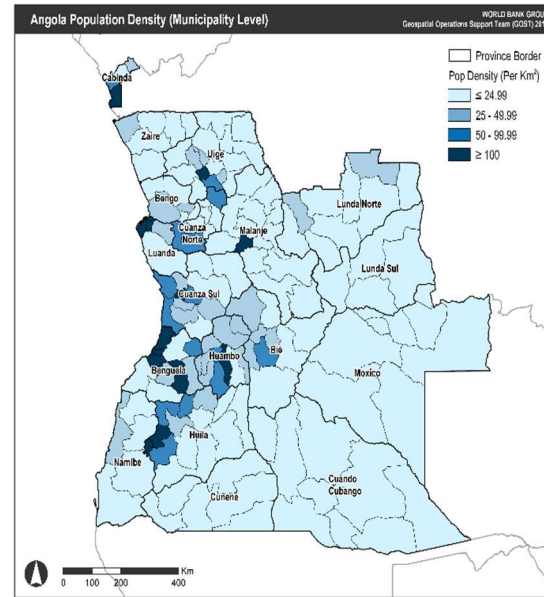 Angola Population Density (Municipality Level)
WORLD BANK GROUP
Geospatial Operations Support Team (GOST)
Province Border
Pop Density (Per Km²)
≤ 24.99
25 - 49.99
50 - 99.99
≥ 100
Cabinda
Zaire
Uige
Bengo
Cuanza
Norte
Malanje
Lunda Norte
Luanda
Lunda Sul
Cuanza Sul
Bié
Huambo
Benguela
Moxico
Huila
Namibe
Cunene
Cuando
Cubango
Km
0 100 200 400